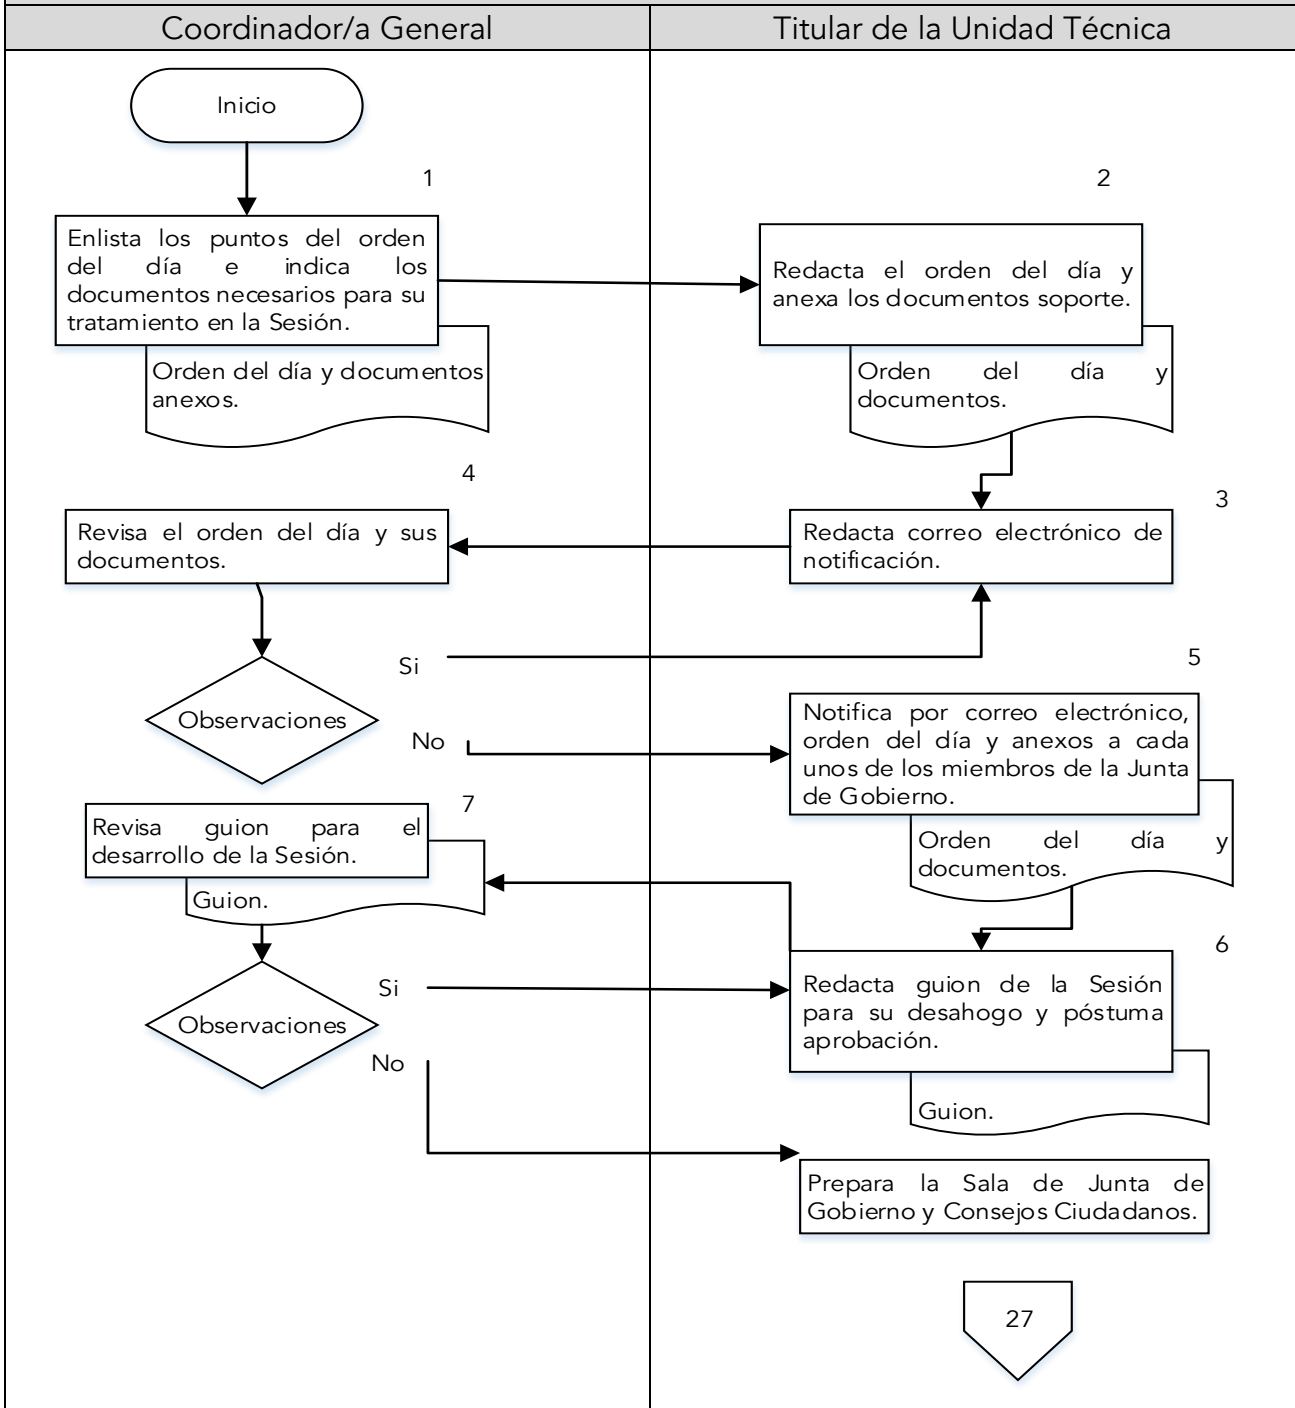 Coordinador/a General
Titular de la Unidad Técnica
Inicio
1
Enlista los puntos del orden
del día e indica los
documentos necesarios para su
tratamiento en la Sesión.
Orden del día y documentos
anexos.
2
Redacta el orden del día y
anexa los documentos soporte.
Orden del día y
documentos.
3
Redacta correo electrónico de
notificación.
4
Revisa el orden del día y sus
documentos.
Observaciones
Si
No
5
Notifica por correo electrónico,
orden del día y anexos a cada
unos de los miembros de la Junta
de Gobierno.
Orden del día y
documentos.
6
Redacta guion de la Sesión
para su desahogo y póstuma
aprobación.
Guion.
7
Revisa guion para el
desarrollo de la Sesión.
Guion.
Observaciones
Si
No
Prepara la Sala de Junta de
Gobierno y Consejos Ciudadanos.
27